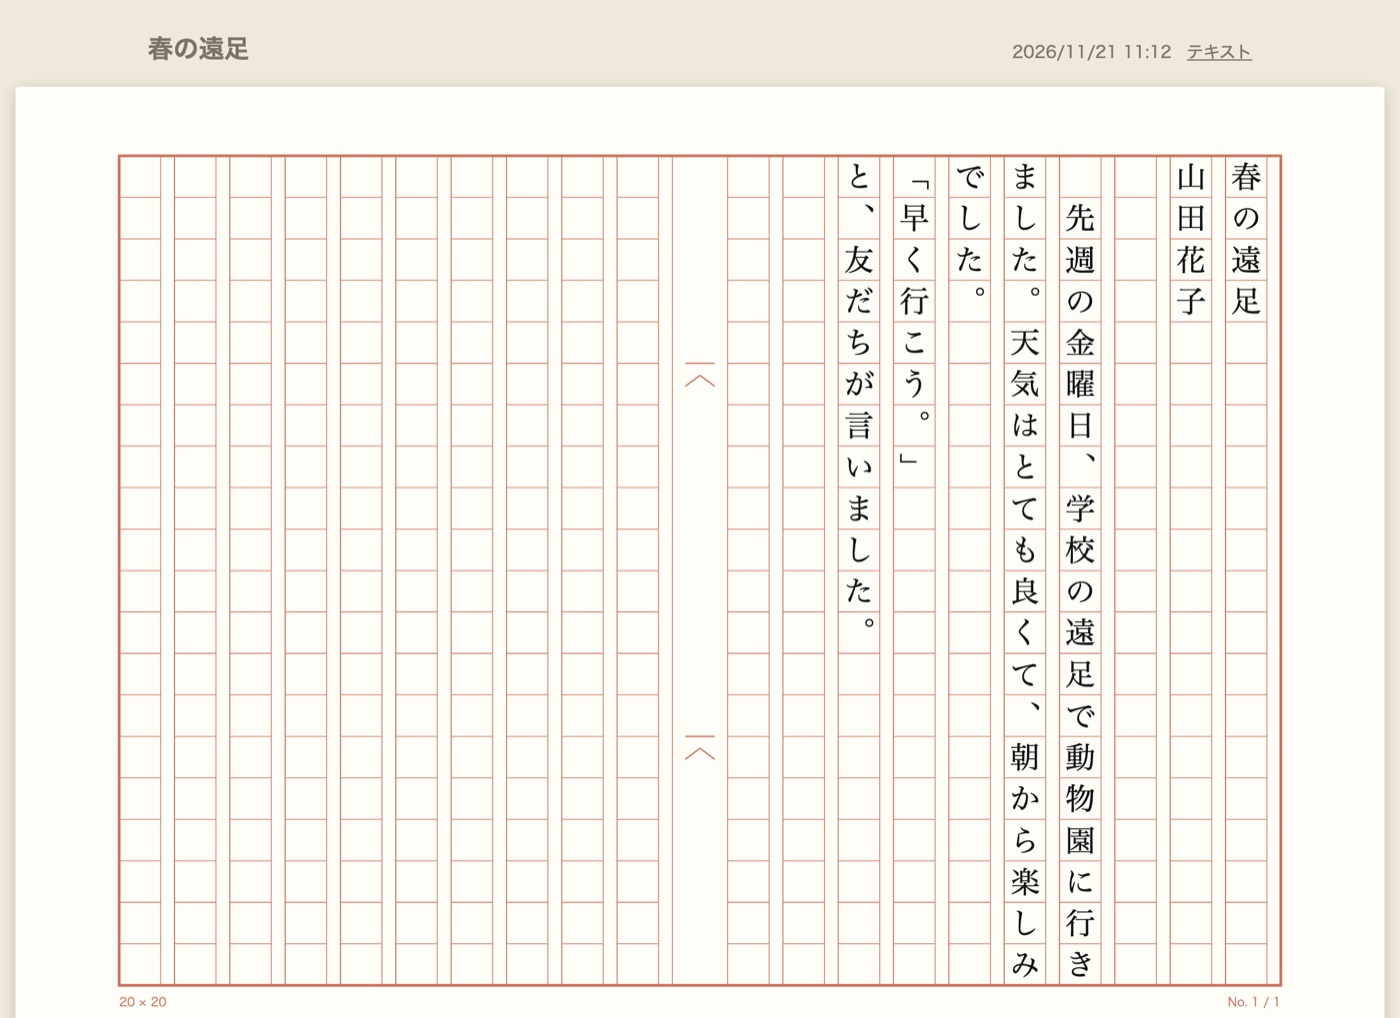 春の遠足
2026/11/21 11:12 テキスト
春の遠足
山田花子
　先週の金曜日、学校の遠足で動物園に行き
ました。天気はとても良くて、朝から楽しみ
でした。
「早く行こう。」
と、友だちが言いました。
20 × 20
No. 1 / 1